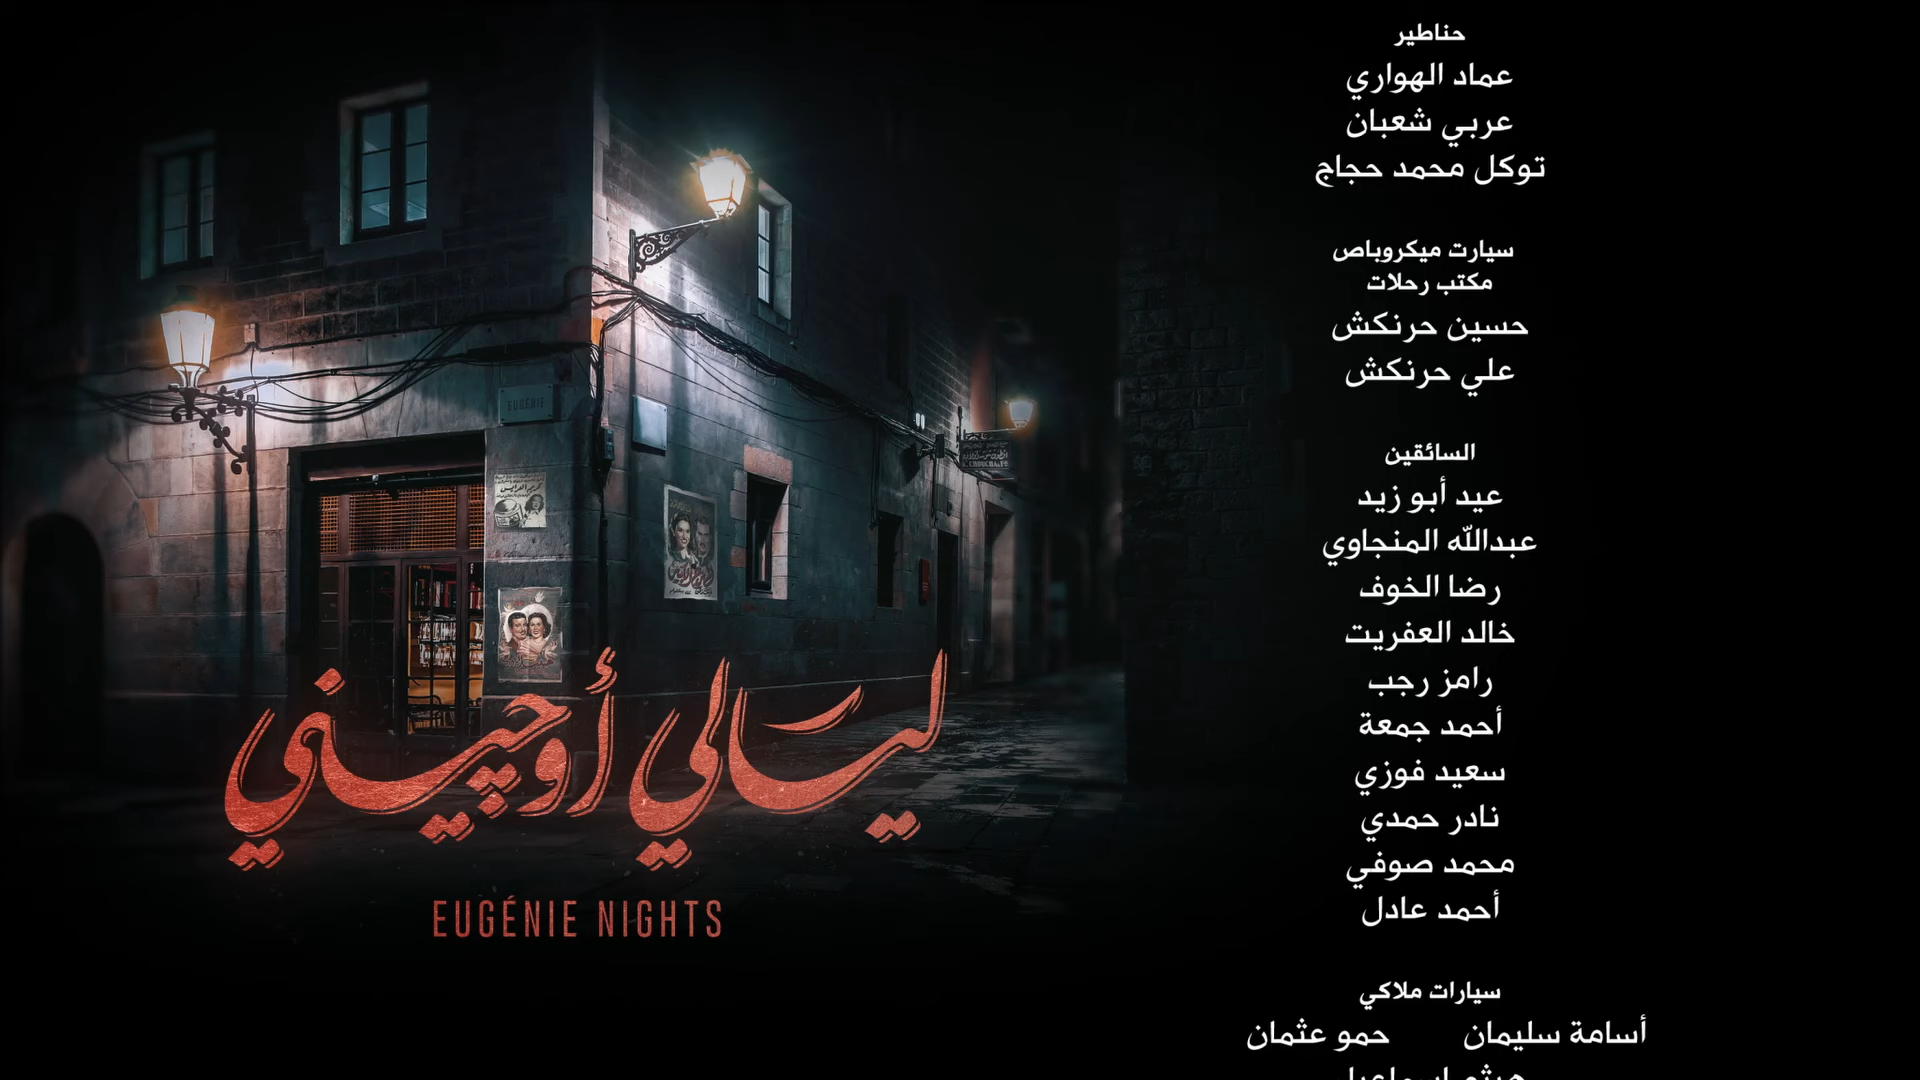 حناطير
عماد الهواري
عربي شعبان
توكل محمد حجاج
سيارت ميكروباص
مكتب رحلات
حسين حرنكش
علي حرنكش
السائقين
عيد أبو زيد
عبدالله المنجاوي
رضا الخوف
خالد العفريت
رامز رجب
أحمد جمعة
سعيد فوزي
نادر حمدي
محمد صوفي
أحمد عادل
سيارات ملاكي
أسامة سليمان حمو عثمان
ليالي أوچيني
EUGÉNIE NIGHTS
EUGÉNIE